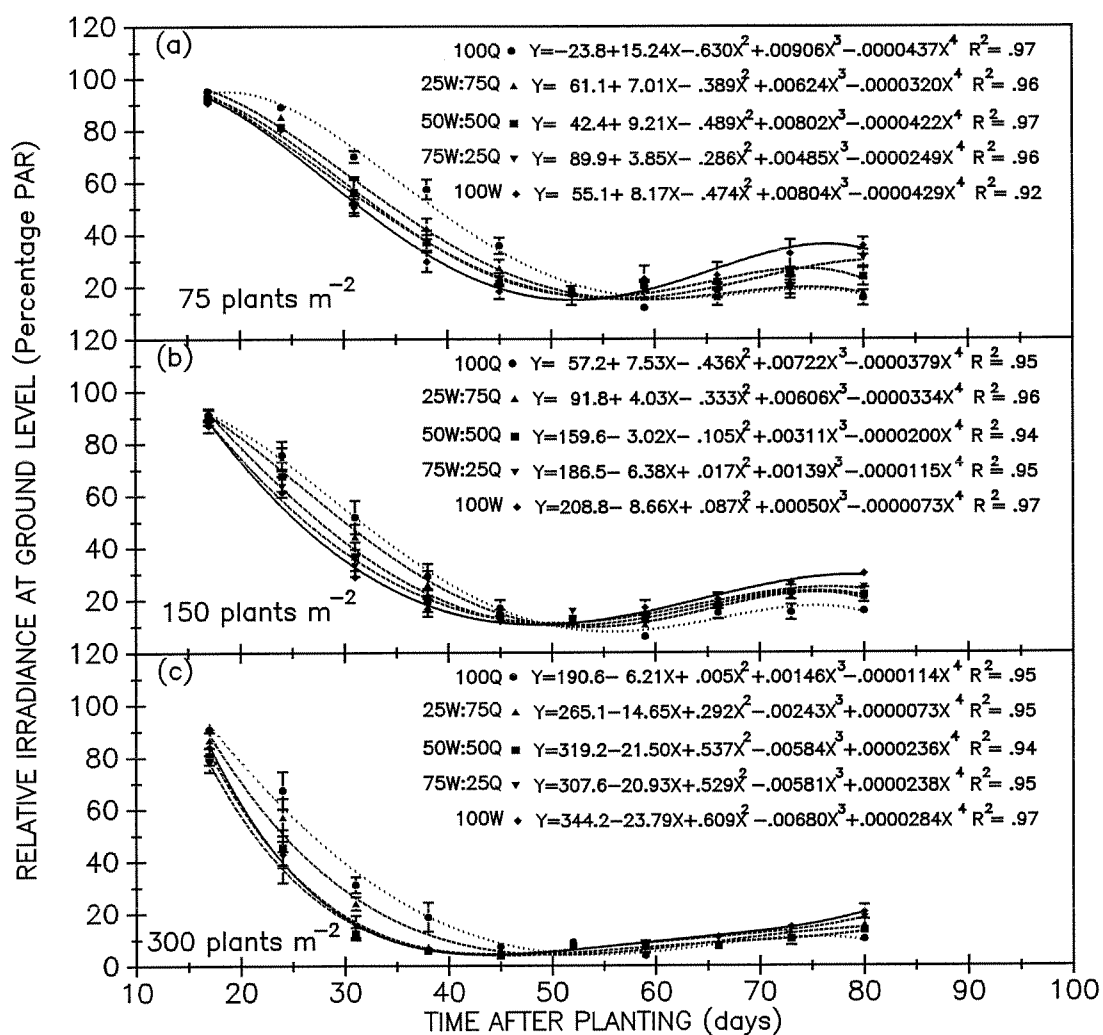 RELATIVE IRRADIANCE AT GROUND LEVEL (Percentage PAR)
120
100
80
60
40
20
(a)
100Q ● Y=−23.8+15.24X−.630X²+.00906X³−.0000437X⁴ R²=.97
25W:75Q ▲ Y= 61.1+ 7.01X− .389X²+.00624X³−.0000320X⁴ R²=.96
50W:50Q ■ Y= 42.4+ 9.21X− .489X²+.00802X³−.0000422X⁴ R²=.97
75W:25Q ▼ Y= 89.9+ 3.85X− .286X²+.00485X³−.0000249X⁴ R²=.96
100W ◆ Y= 55.1+ 8.17X− .474X²+.00804X³−.0000429X⁴ R²=.92
75 plants m⁻²
120
100
80
60
40
20
(b)
100Q ● Y= 57.2+ 7.53X− .436X²+.00722X³−.0000379X⁴ R²=.95
25W:75Q ▲ Y= 91.8+ 4.03X− .333X²+.00606X³−.0000334X⁴ R²=.96
50W:50Q ■ Y=159.6− 3.02X− .105X²+.00311X³−.0000200X⁴ R²=.94
75W:25Q ▼ Y=186.5− 6.38X+ .017X²+.00139X³−.0000115X⁴ R²=.95
100W ◆ Y=208.8− 8.66X+ .087X²+.00050X³−.0000073X⁴ R²=.97
150 plants m⁻²
120
100
80
60
40
20
0
(c)
100Q ● Y=190.6− 6.21X+ .005X²+.00146X³−.0000114X⁴ R²=.95
25W:75Q ▲ Y=265.1−14.65X+.292X²−.00243X³+.0000073X⁴ R²=.95
50W:50Q ■ Y=319.2−21.50X+.537X²−.00584X³+.0000236X⁴ R²=.94
75W:25Q ▼ Y=307.6−20.93X+.529X²−.00581X³+.0000238X⁴ R²=.95
100W ◆ Y=344.2−23.79X+.609X²−.00680X³+.0000284X⁴ R²=.97
300 plants m⁻²
10 20 30 40 50 60 70 80 90 100
TIME AFTER PLANTING (days)